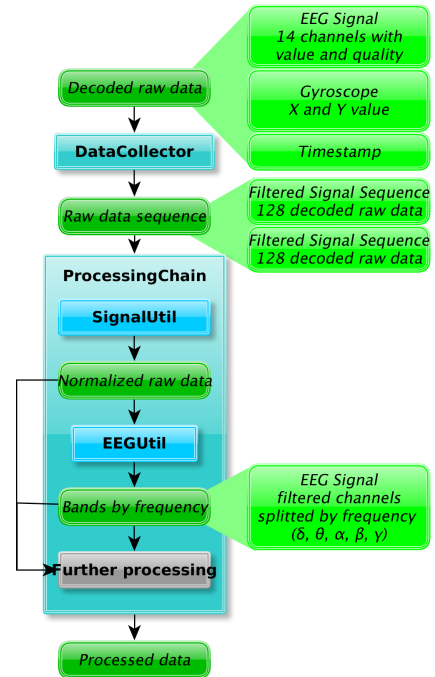 EEG Signal
14 channels with
value and quality
Decoded raw data
Gyroscope
X and Y value
DataCollector
Timestamp
Raw data sequence
Filtered Signal Sequence
128 decoded raw data
Filtered Signal Sequence
128 decoded raw data
ProcessingChain
SignalUtil
Normalized raw data
EEGUtil
Bands by frequency
EEG Signal
filtered channels
splitted by frequency
(δ, θ, α, β, γ)
Further processing
Processed data